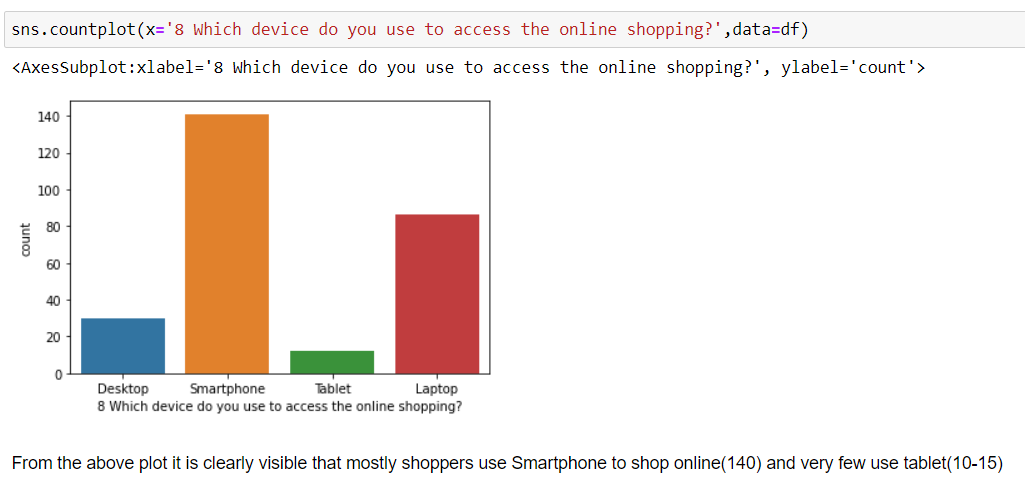 sns.countplot(x='8 Which device do you use to access the online shopping?',data=df)
<AxesSubplot:xlabel='8 Which device do you use to access the online shopping?', ylabel='count'>
140
120
100
80
60
40
20
0
count
Desktop Smartphone Tablet Laptop
8 Which device do you use to access the online shopping?
From the above plot it is clearly visible that mostly shoppers use Smartphone to shop online(140) and very few use tablet(10-15)